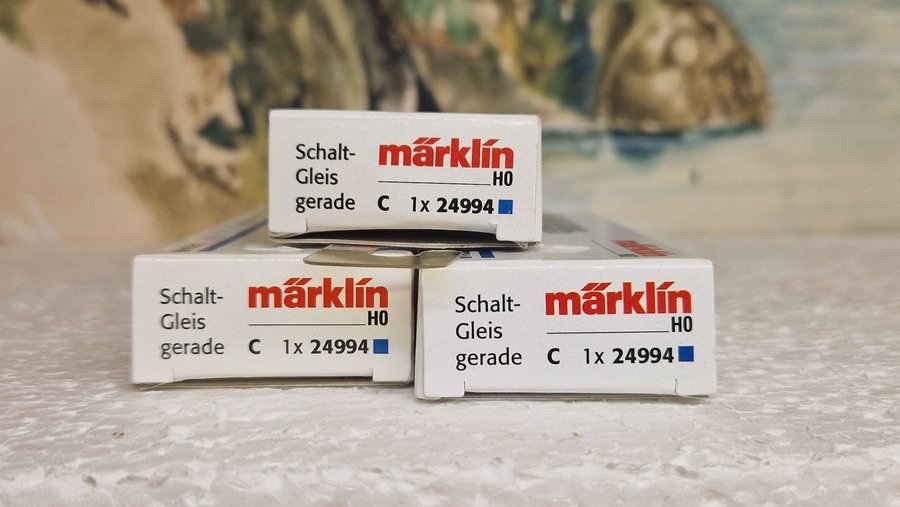 Schalt-
Gleis
gerade
märklin
H0
C 1x 24994
Schalt-
Gleis
gerade
märklin
H0
C 1x 24994
Schalt-
Gleis
gerade
märklin
H0
C 1x 24994